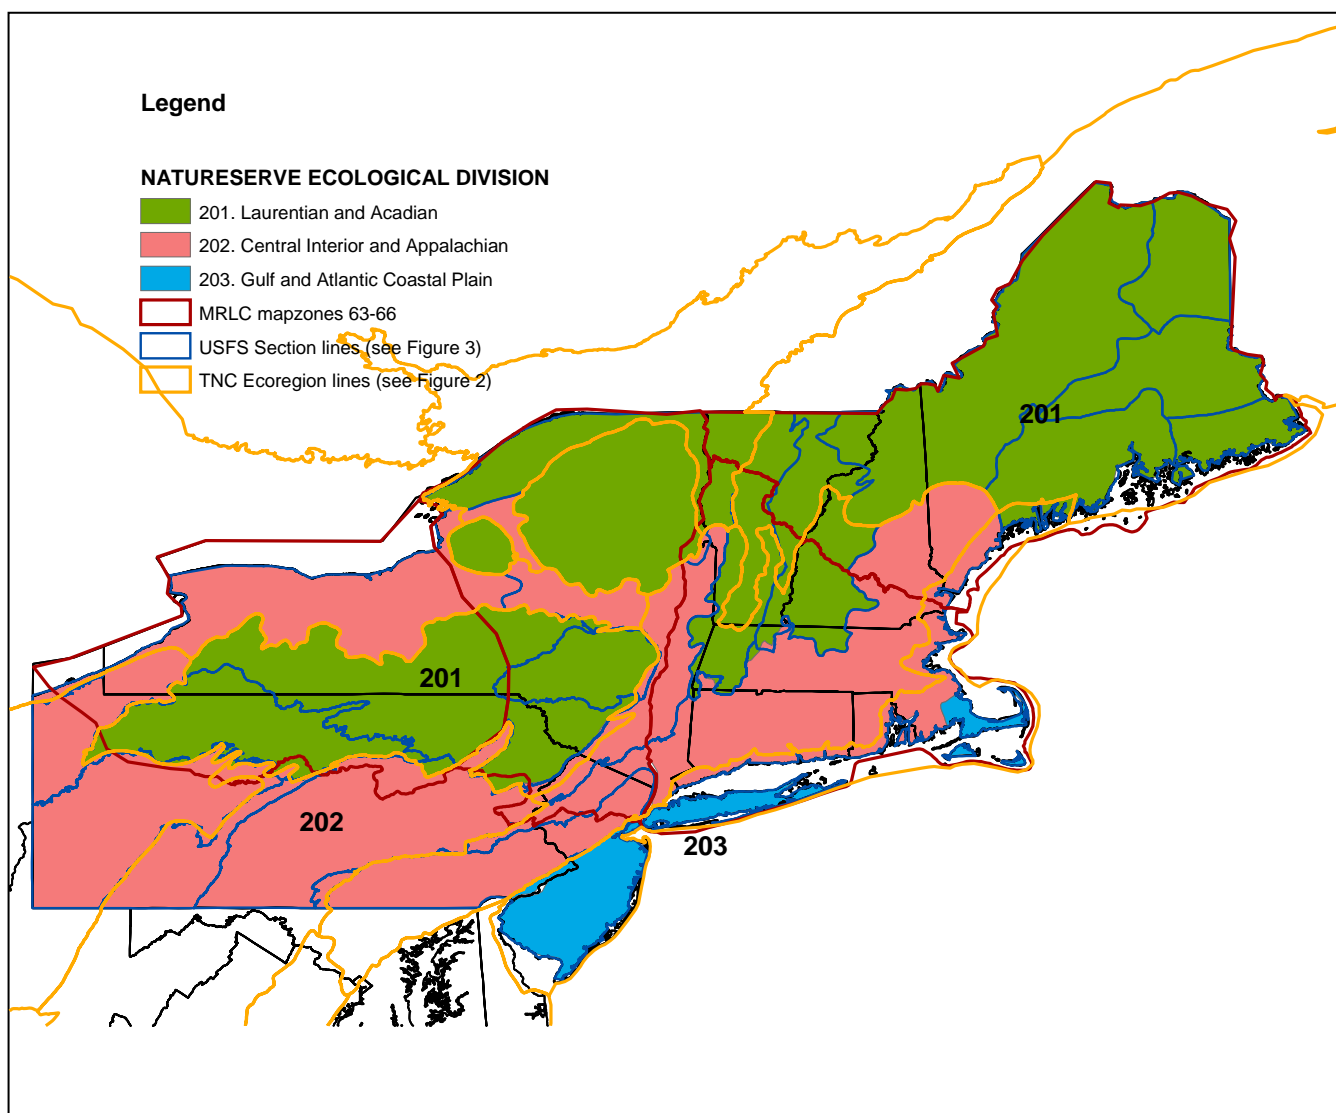 Legend
NATURESERVE ECOLOGICAL DIVISION
201. Laurentian and Acadian
202. Central Interior and Appalachian
203. Gulf and Atlantic Coastal Plain
MRLC mapzones 63-66
USFS Section lines (see Figure 3)
TNC Ecoregion lines (see Figure 2)
201
201
202
203